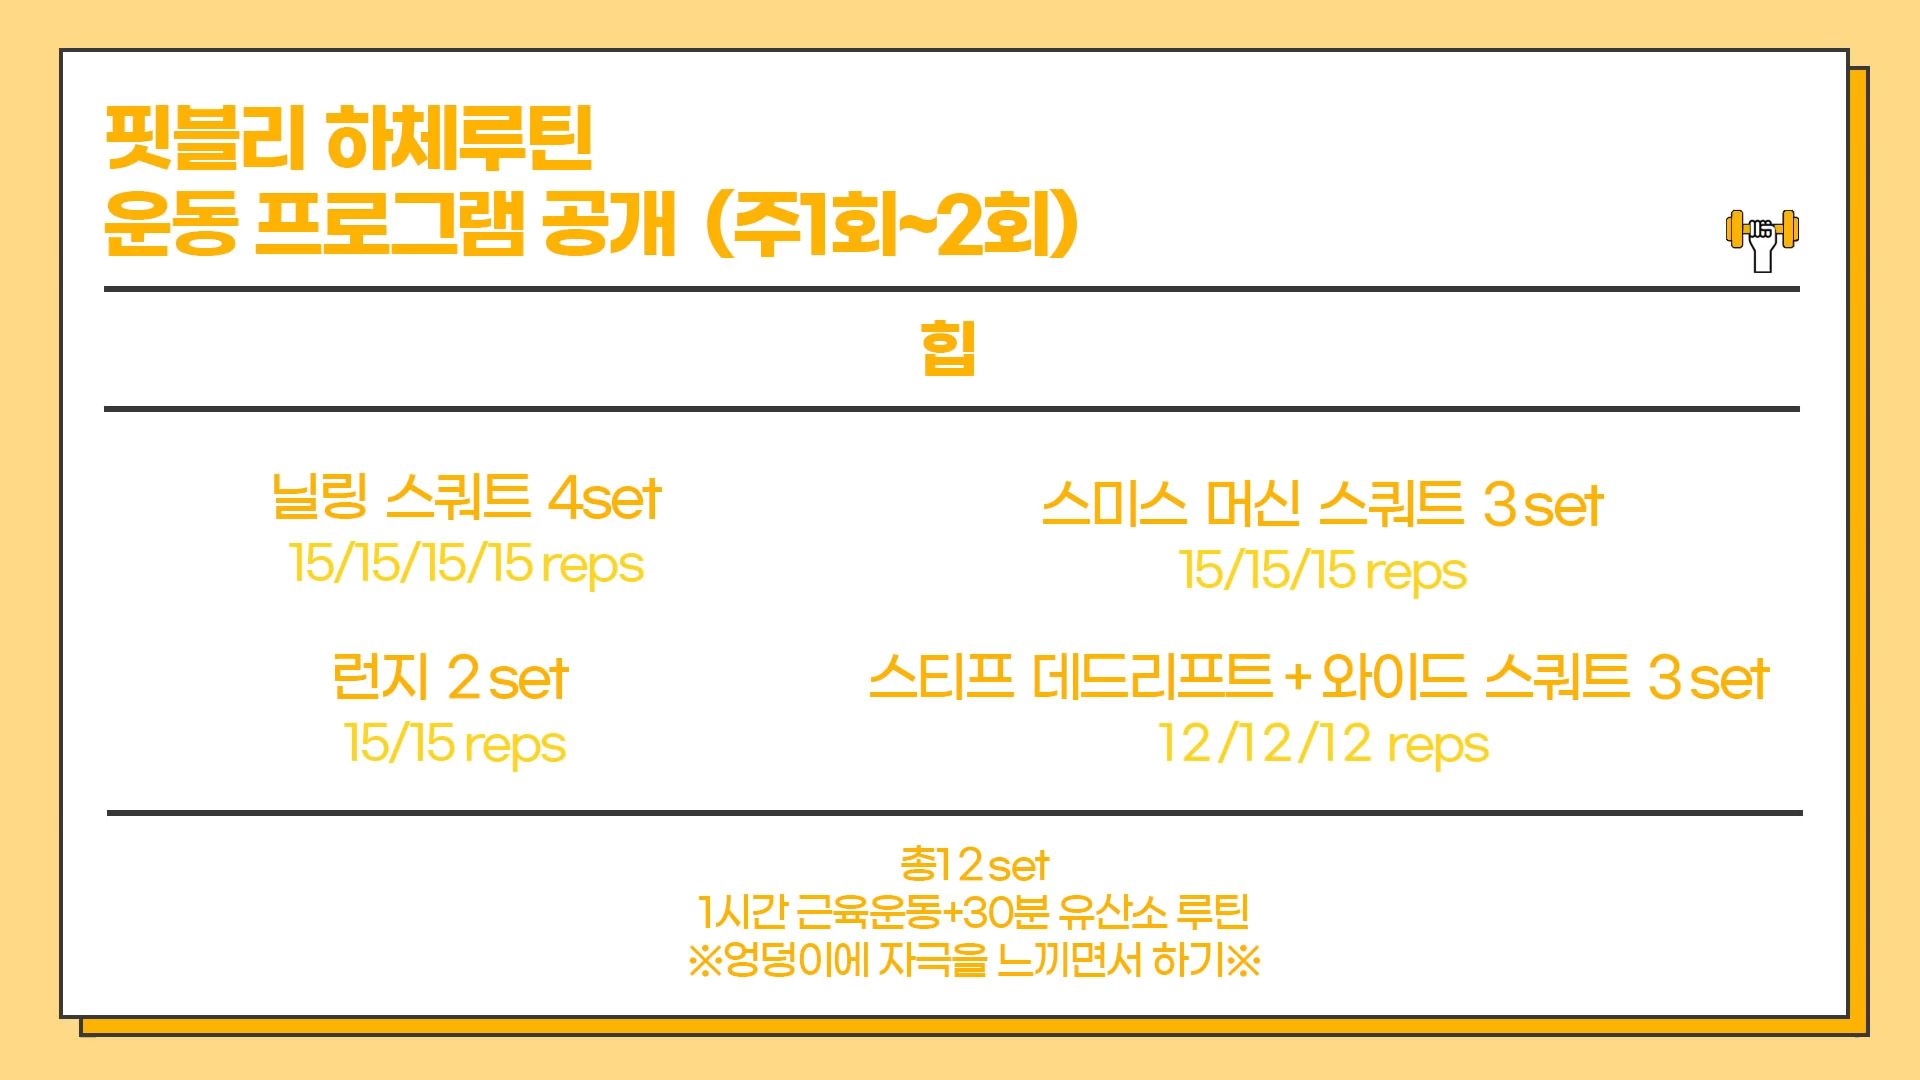 핏블리 하체루틴
운동 프로그램 공개 (주1회~2회)
힙
닐링 스쿼트 4set
15/15/15/15 reps
스미스 머신 스쿼트 3set
15/15/15 reps
런지 2set
15/15 reps
스티프 데드리프트+와이드 스쿼트 3set
12/12/12 reps
총12set
1시간 근육운동+30분 유산소 루틴
※엉덩이에 자극을 느끼면서 하기※